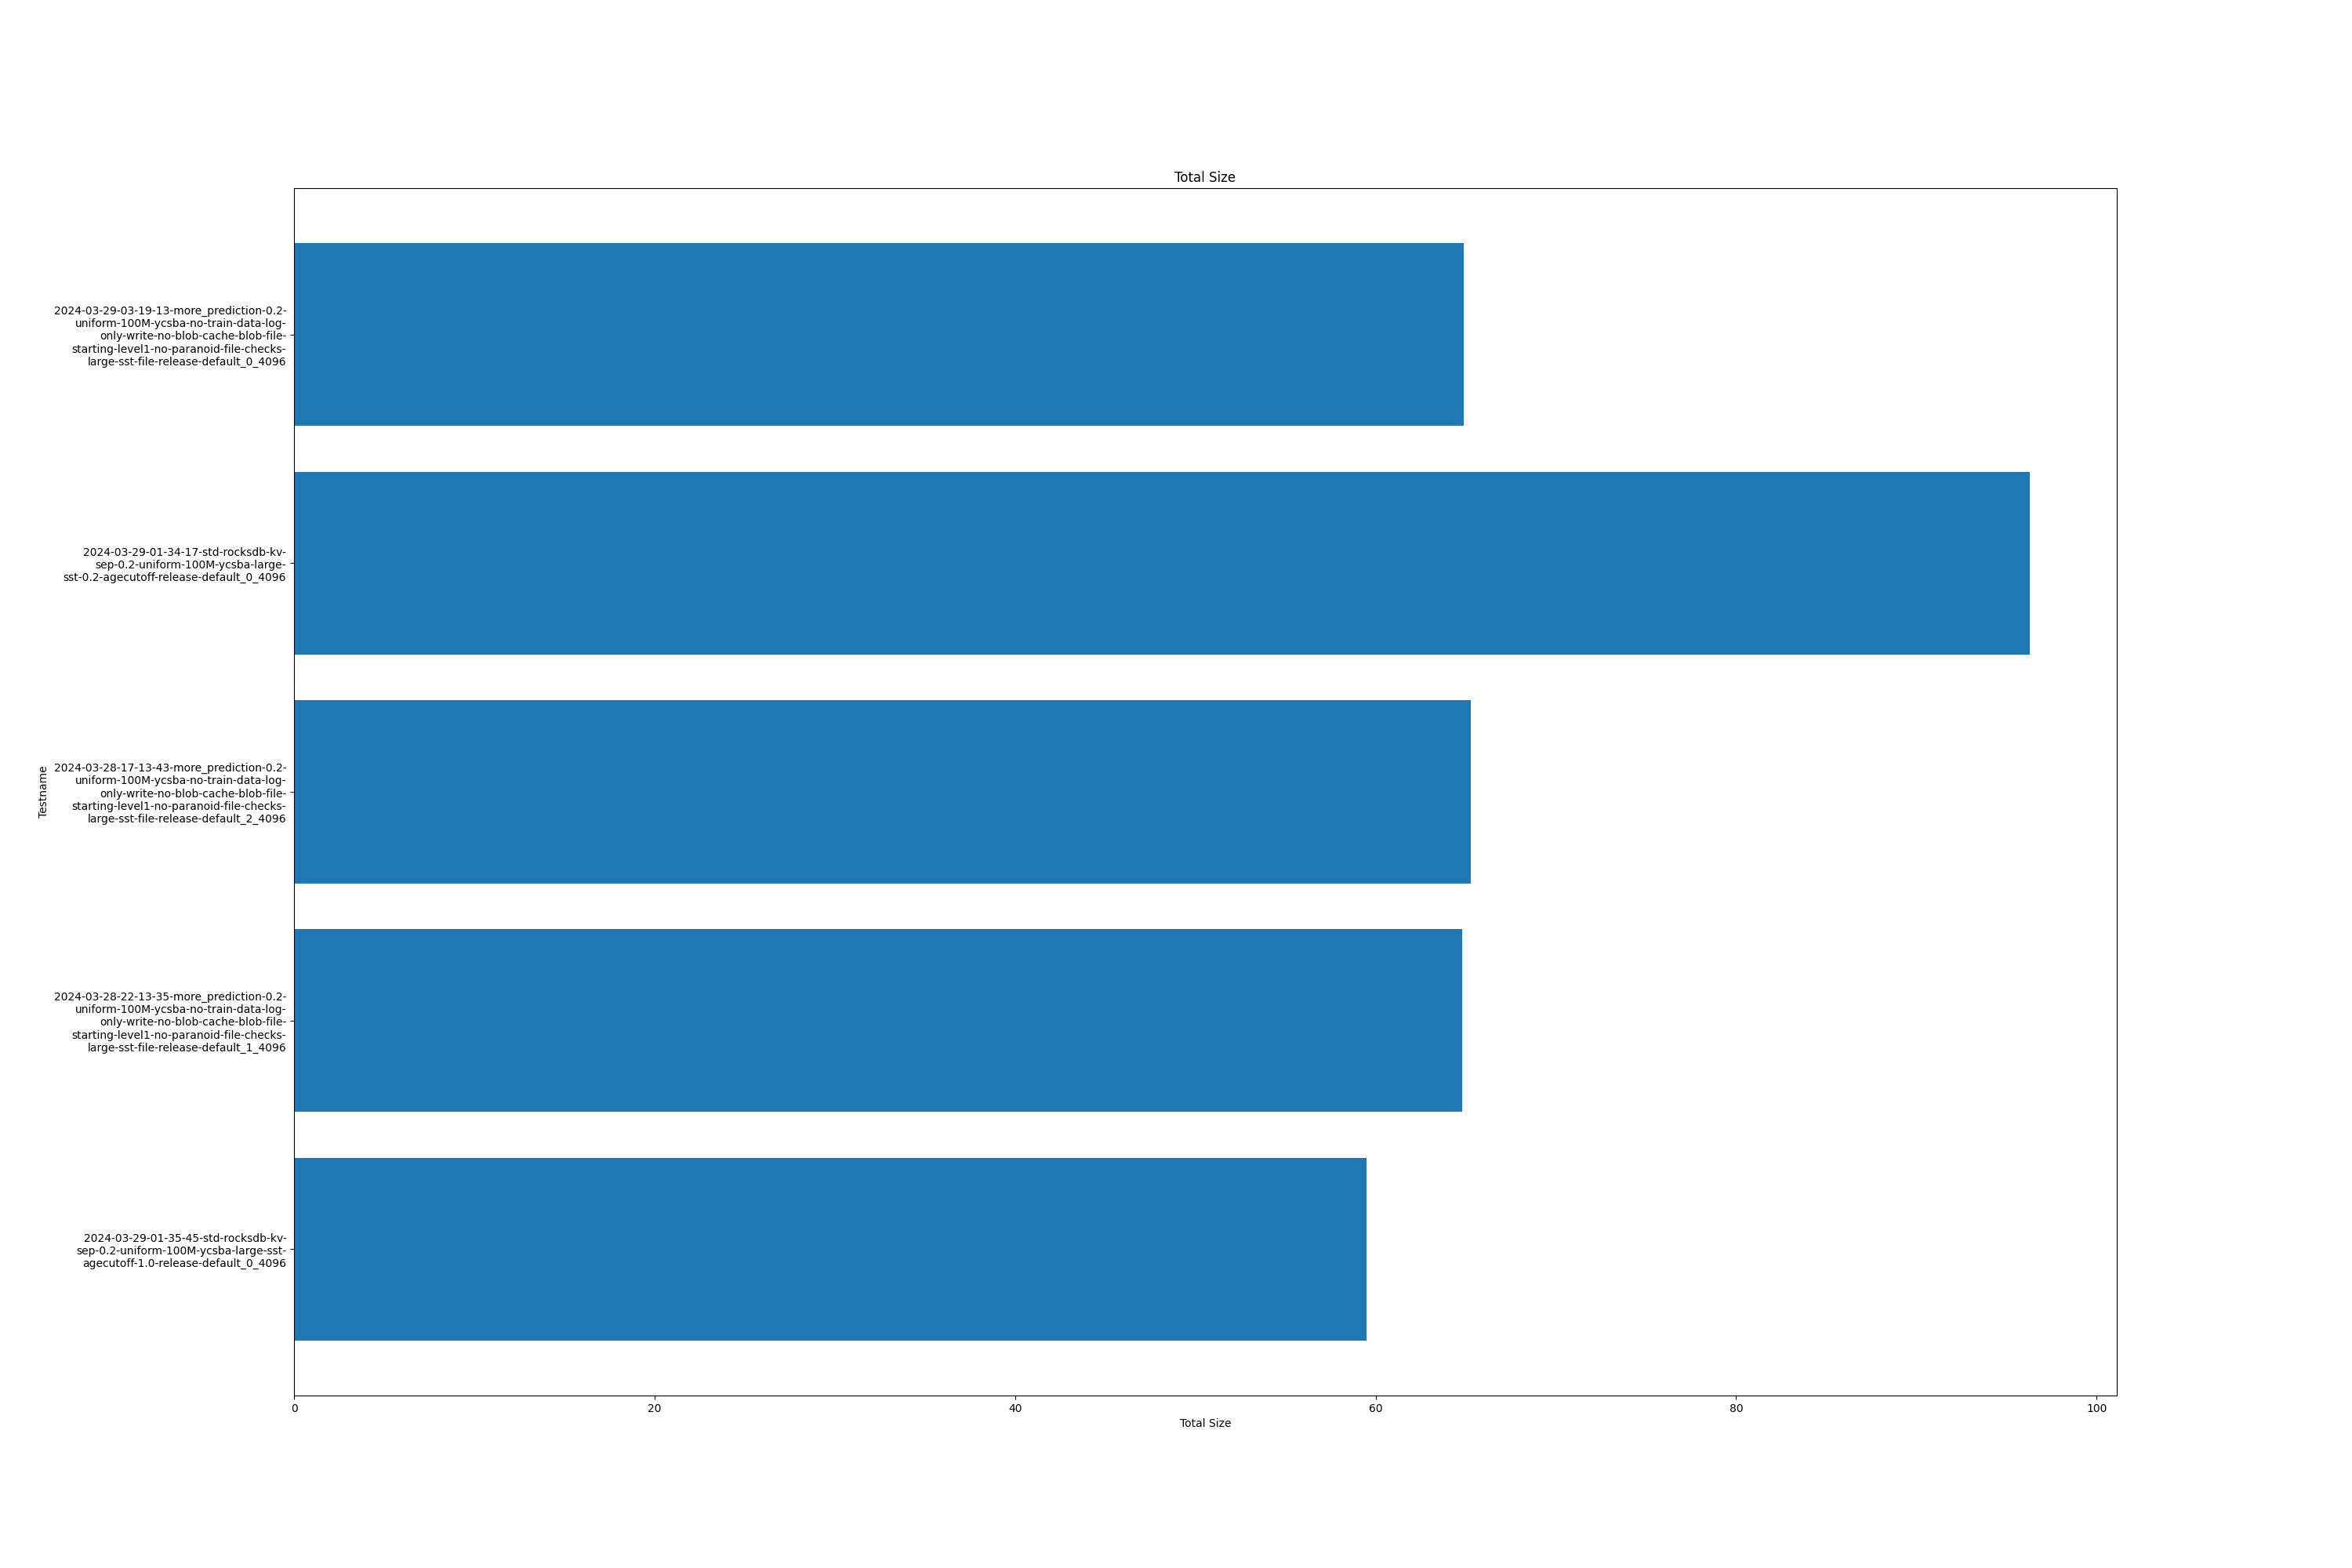 Total Size
2024-03-29-03-19-13-more_prediction-0.2-
uniform-100M-ycsba-no-train-data-log-
only-write-no-blob-cache-blob-file-
starting-level1-no-paranoid-file-checks-
large-sst-file-release-default_0_4096
2024-03-29-01-34-17-std-rocksdb-kv-
sep-0.2-uniform-100M-ycsba-large-
sst-0.2-agecutoff-release-default_0_4096
Testname
2024-03-28-17-13-43-more_prediction-0.2-
uniform-100M-ycsba-no-train-data-log-
only-write-no-blob-cache-blob-file-
starting-level1-no-paranoid-file-checks-
large-sst-file-release-default_2_4096
2024-03-28-22-13-35-more_prediction-0.2-
uniform-100M-ycsba-no-train-data-log-
only-write-no-blob-cache-blob-file-
starting-level1-no-paranoid-file-checks-
large-sst-file-release-default_1_4096
2024-03-29-01-35-45-std-rocksdb-kv-
sep-0.2-uniform-100M-ycsba-large-sst-
agecutoff-1.0-release-default_0_4096
0 20 40 60 80 100
Total Size